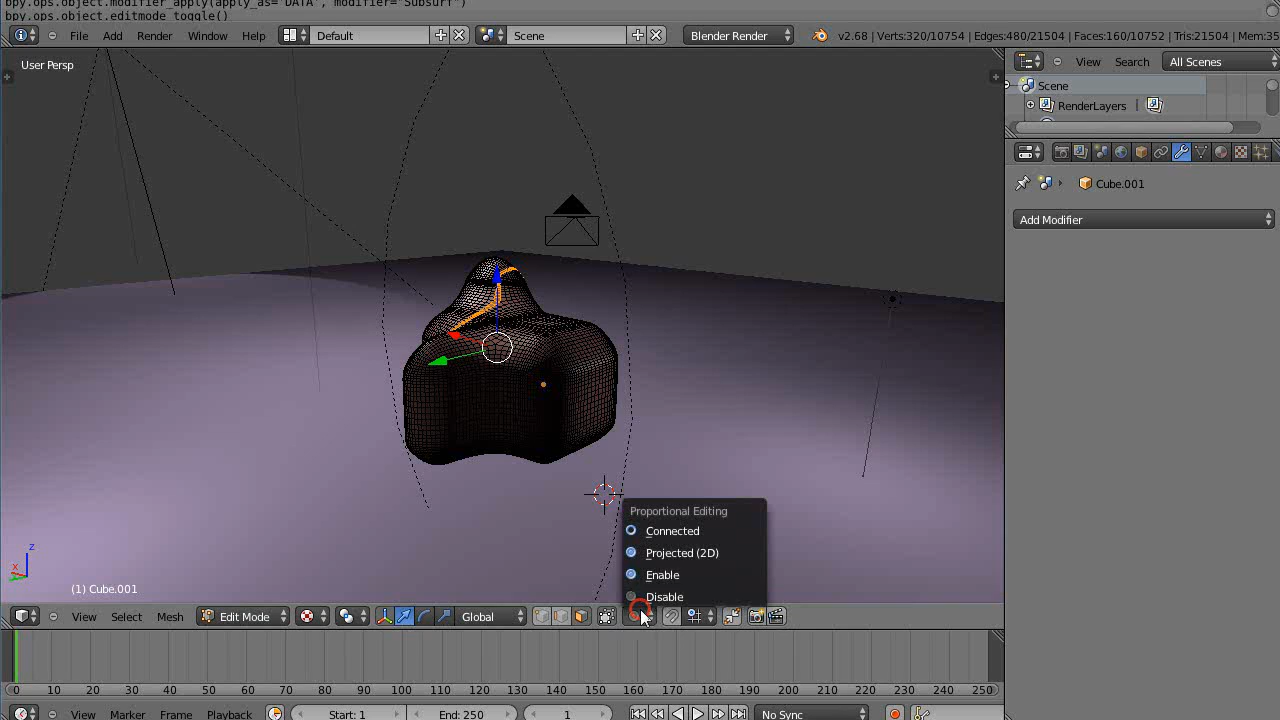 bpy.ops.object.modifier_apply(apply_as="DATA", modifier="Subsurf")
bpy.ops.object.editmode_toggle()
File Add Render Window Help Default Scene Blender Render v2.68 | Verts:320/10754 | Edges:480/21504 | Faces:160/10752 | Tris:21504 | Mem:35
User Persp
View Search All Scenes
Scene
RenderLayers
Cube.001
Add Modifier
Proportional Editing
Connected
Projected (2D)
Enable
Disable
z
x
(1) Cube.001
View Select Mesh Edit Mode Global
0 10 20 30 40 50 60 70 80 90 100 110 120 130 140 150 160 170 180 190 200 210 220 230 240 250
View Marker Frame Playback Start: 1 End: 250 1 No Sync